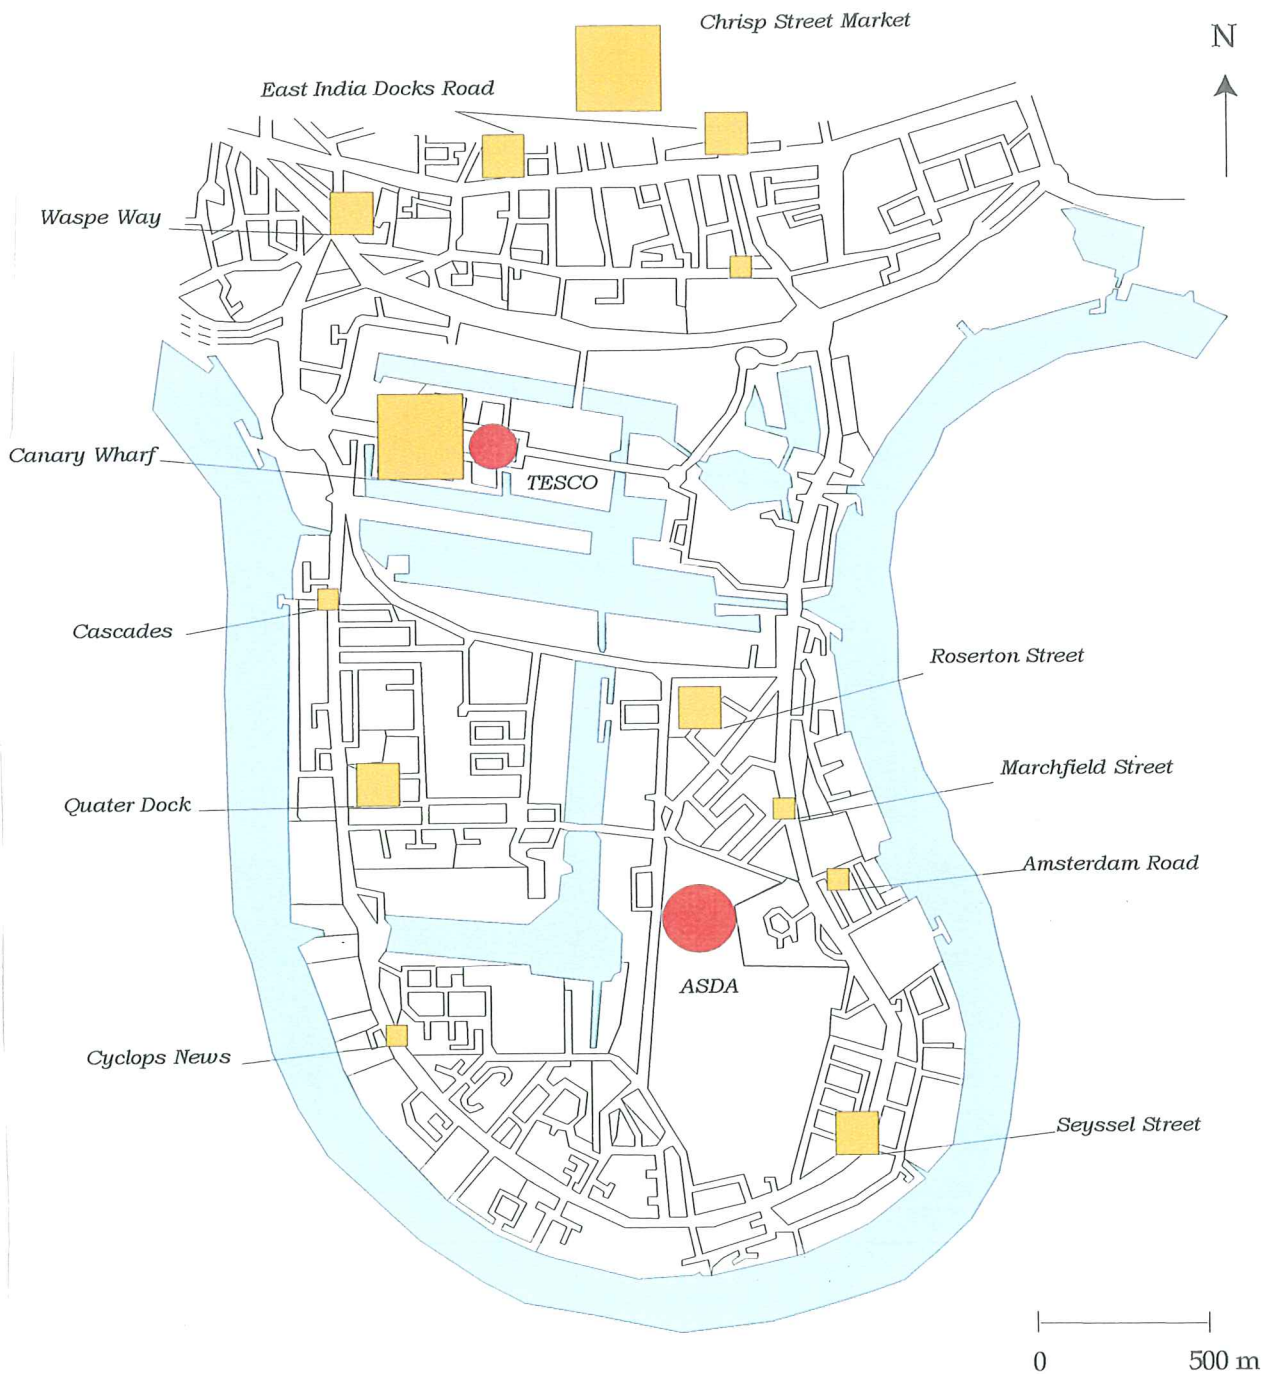 Chrisp Street Market
N
East India Docks Road
Waspe Way
Canary Wharf
TESCO
Cascades
Roserton Street
Marchfield Street
Quater Dock
Amsterdam Road
ASDA
Cyclops News
Seyssel Street
0
500 m